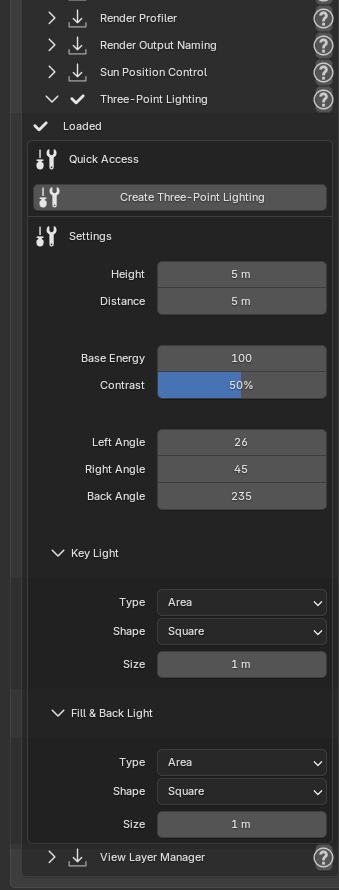 Render Profiler ?
Render Output Naming ?
Sun Position Control ?
Three-Point Lighting ?
Loaded
Quick Access
Create Three-Point Lighting
Settings
Height 5 m
Distance 5 m
Base Energy 100
Contrast 50%
Left Angle 26
Right Angle 45
Back Angle 235
Key Light
Type Area
Shape Square
Size 1 m
Fill & Back Light
Type Area
Shape Square
Size 1 m
View Layer Manager ?